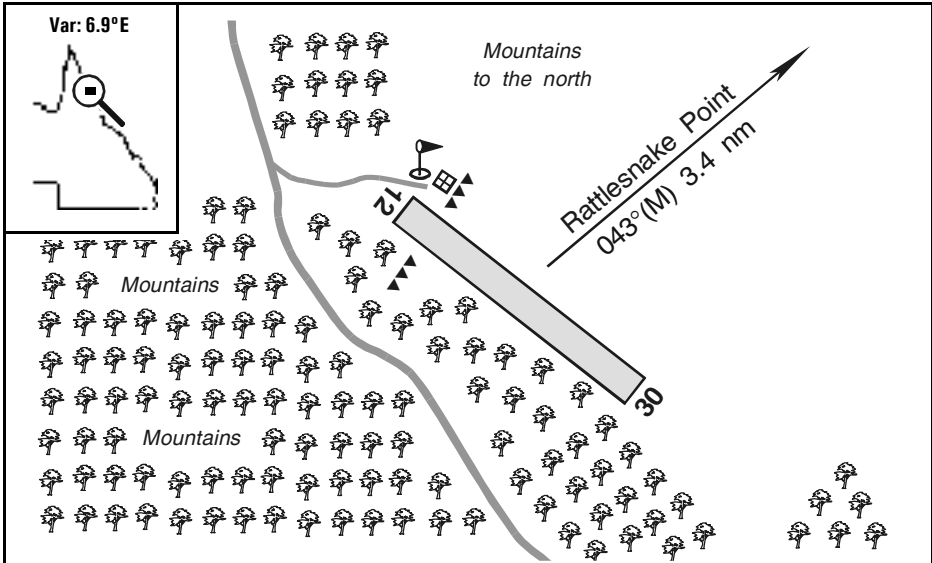 Var: 6.9°E
Mountains
to the north
Rattlesnake Point
043°(M) 3.4 nm
12
Mountains
30
Mountains